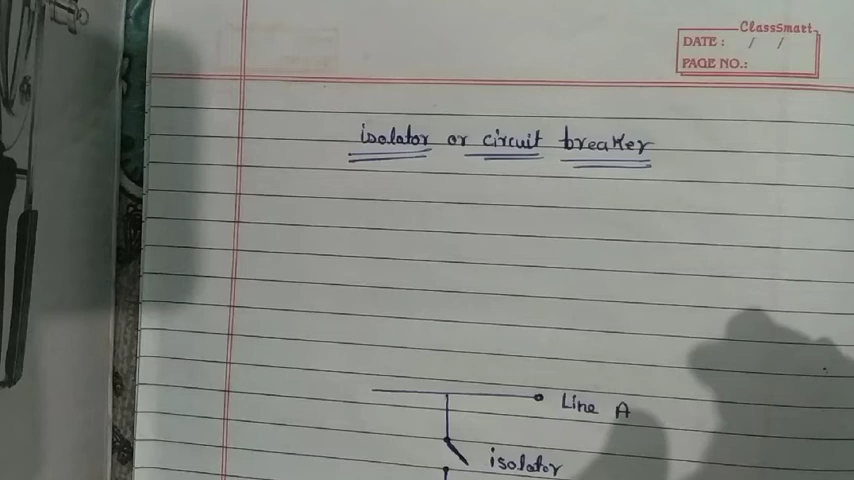 ClassSmart
DATE: / /
PAGE NO.:
isolator or circuit breaker
Line A
isolator